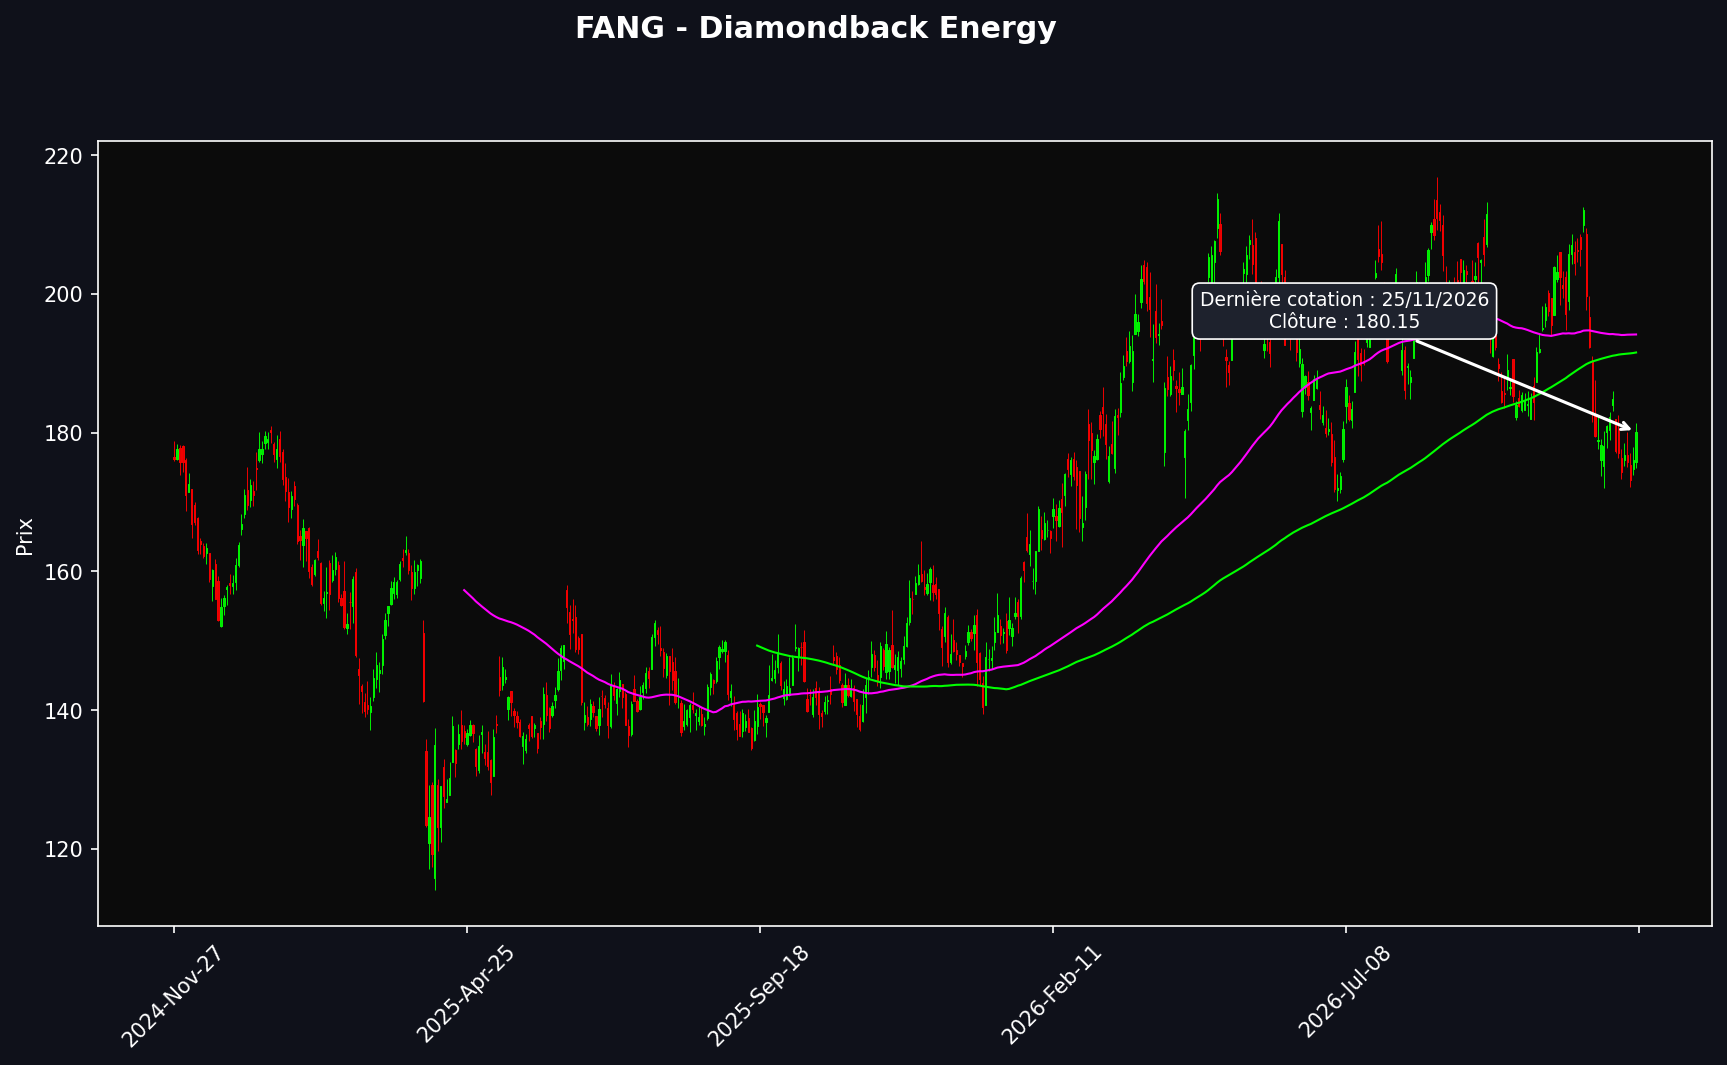 FANG - Diamondback Energy
220
200
180
160
140
120
Prix
Dernière cotation : 25/11/2026
Clôture : 180.15
2024-Nov-27
2025-Apr-25
2025-Sep-18
2026-Feb-11
2026-Jul-08